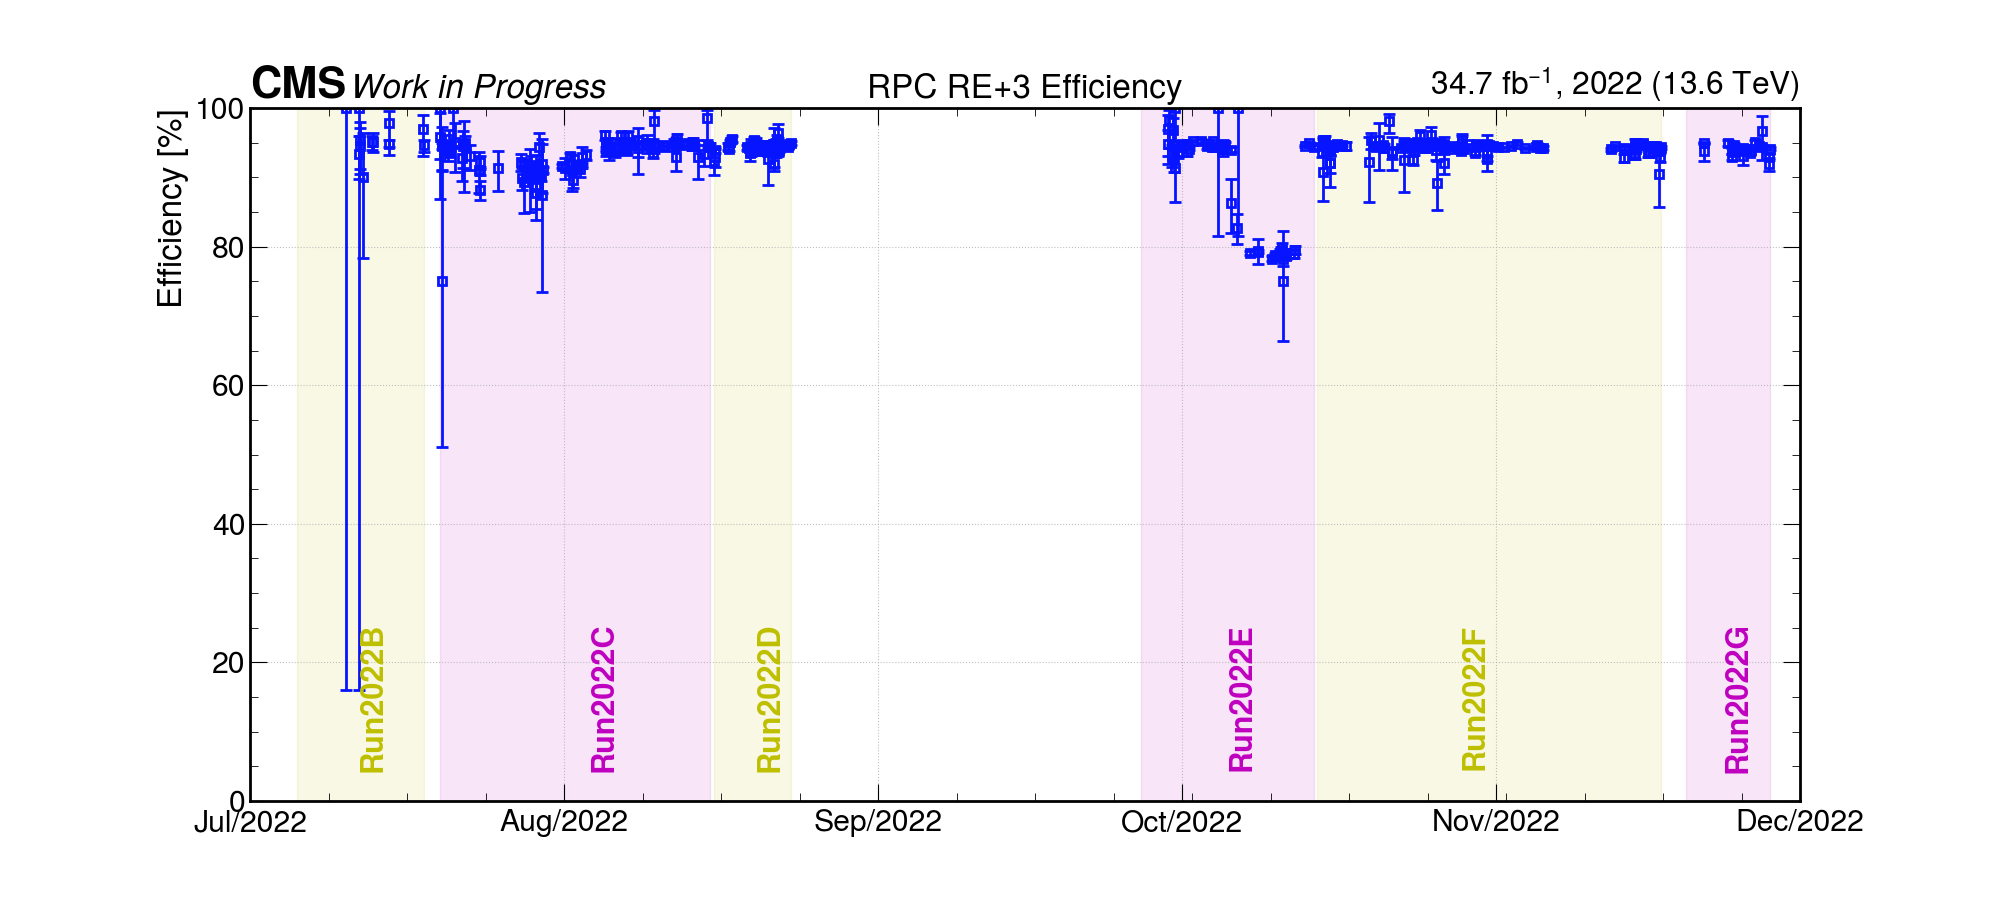 CMS Work in Progress RPC RE+3 Efficiency 34.7 fb⁻¹, 2022 (13.6 TeV)
Efficiency [%]
100
80
60
40
20
0
Run2022B
Run2022C
Run2022D
Run2022E
Run2022F
Run2022G
Jul/2022 Aug/2022 Sep/2022 Oct/2022 Nov/2022 Dec/2022